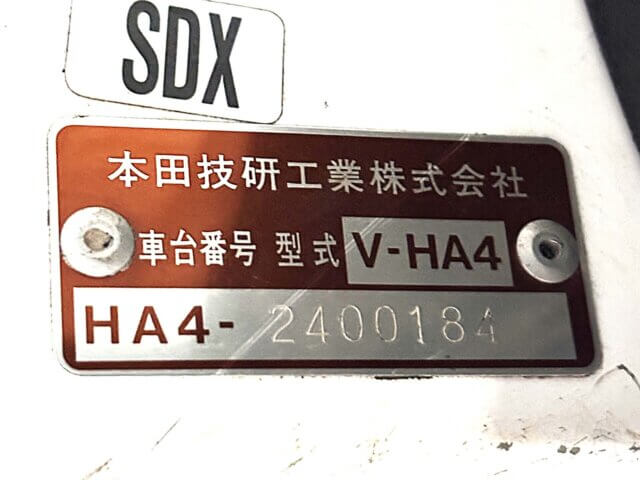 SDX
本田技研工業株式会社
車台番号 型式 V-HA4
HA4- 2400184